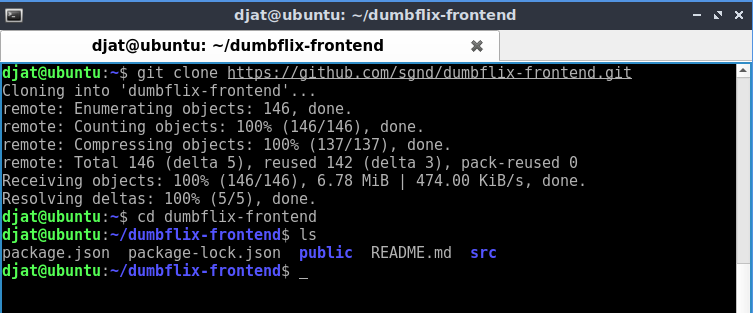 djat@ubuntu: ~/dumbflix-frontend
djat@ubuntu: ~/dumbflix-frontend
djat@ubuntu:~$ git clone https://github.com/sgnd/dumbflix-frontend.git
Cloning into 'dumbflix-frontend'...
remote: Enumerating objects: 146, done.
remote: Counting objects: 100% (146/146), done.
remote: Compressing objects: 100% (137/137), done.
remote: Total 146 (delta 5), reused 142 (delta 3), pack-reused 0
Receiving objects: 100% (146/146), 6.78 MiB | 474.00 KiB/s, done.
Resolving deltas: 100% (5/5), done.
djat@ubuntu:~$ cd dumbflix-frontend
djat@ubuntu:~/dumbflix-frontend$ ls
package.json  package-lock.json  public  README.md  src
djat@ubuntu:~/dumbflix-frontend$ _